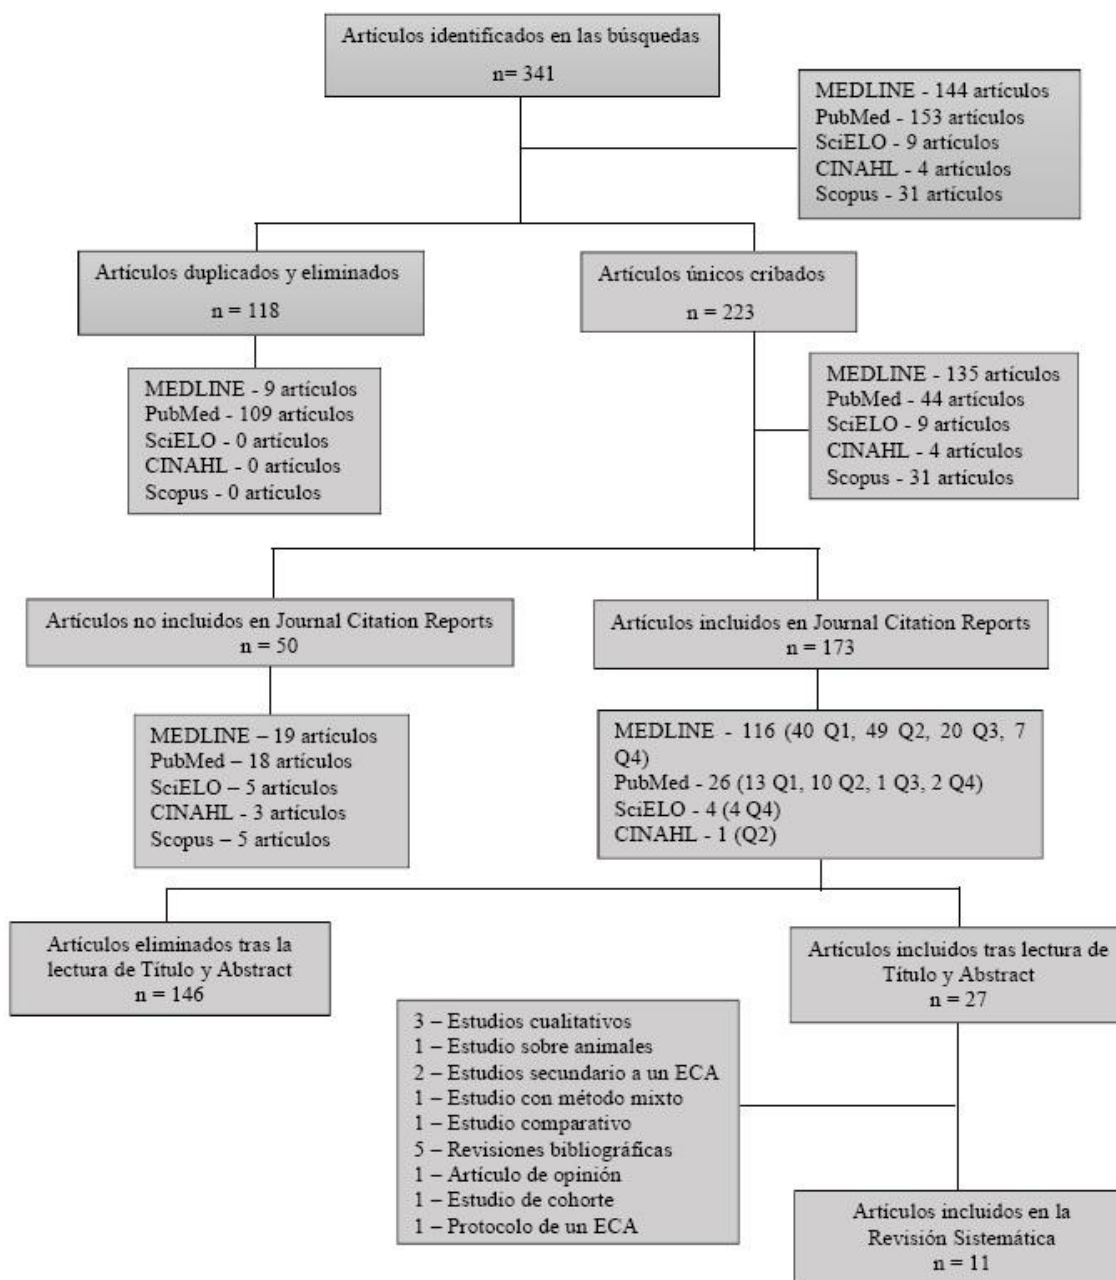 Artículos identificados en las búsquedas
n= 341
MEDLINE - 144 artículos
PubMed - 153 artículos
SciELO - 9 artículos
CINAHL - 4 artículos
Scopus - 31 artículos
Artículos duplicados y eliminados
n = 118
Artículos únicos cribados
n = 223
MEDLINE - 9 artículos
PubMed - 109 artículos
SciELO - 0 artículos
CINAHL - 0 artículos
Scopus - 0 artículos
MEDLINE - 135 artículos
PubMed - 44 artículos
SciELO - 9 artículos
CINAHL - 4 artículos
Scopus - 31 artículos
Artículos no incluidos en Journal Citation Reports
n = 50
Artículos incluidos en Journal Citation Reports
n = 173
MEDLINE – 19 artículos
PubMed – 18 artículos
SciELO – 5 artículos
CINAHL - 3 artículos
Scopus – 5 artículos
MEDLINE - 116 (40 Q1, 49 Q2, 20 Q3, 7
Q4)
PubMed - 26 (13 Q1, 10 Q2, 1 Q3, 2 Q4)
SciELO - 4 (4 Q4)
CINAHL - 1 (Q2)
Artículos eliminados tras la
lectura de Título y Abstract
n = 146
Artículos incluidos tras lectura de
Título y Abstract
n = 27
3 – Estudios cualitativos
1 – Estudio sobre animales
2 – Estudios secundario a un ECA
1 – Estudio con método mixto
1 – Estudio comparativo
5 – Revisiones bibliográficas
1 – Artículo de opinión
1 – Estudio de cohorte
1 – Protocolo de un ECA
Artículos incluidos en la
Revisión Sistemática
n = 11